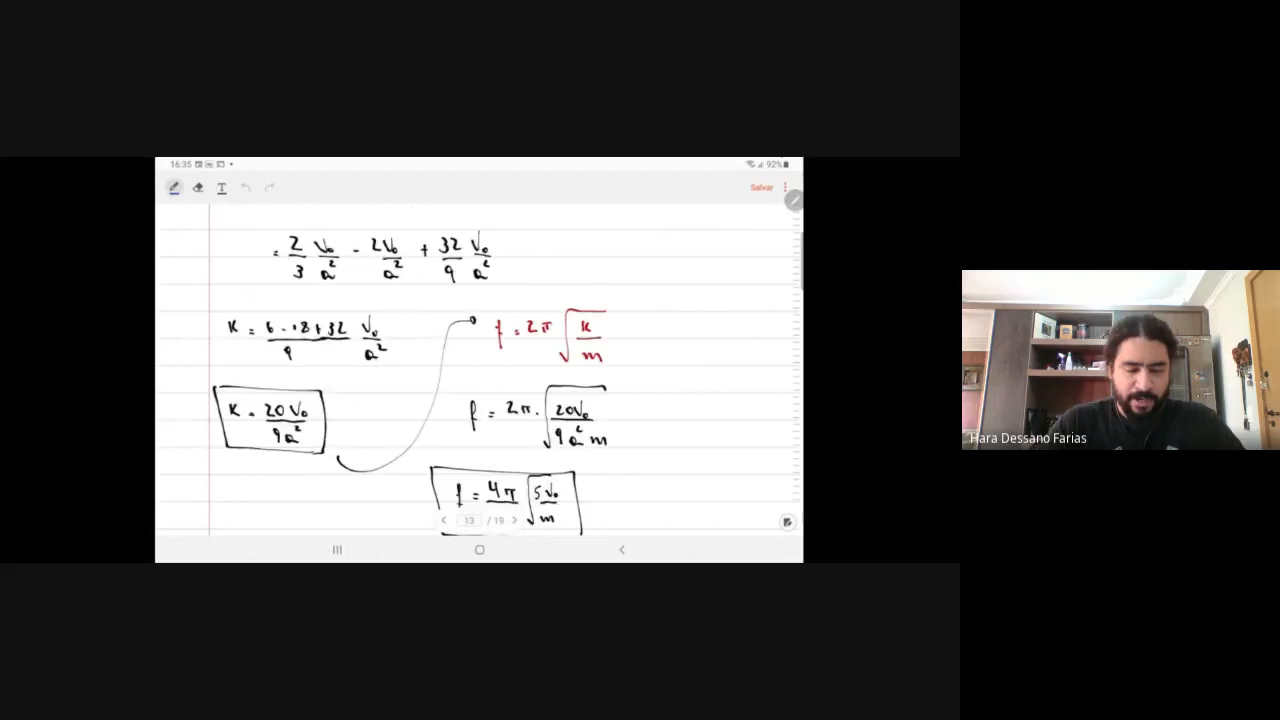 16:35
92%
T
Salvar
= 2/3 V₀/a² - 2V₀/a² + 32/9 V₀/a²
K = 6 - 18 + 32 / 9 V₀/a²
f = 2π √(k/m)
K = 20V₀/9a²
f = 2π · √(20V₀/9a²m)
f = 4π √(5V₀/m)
13 / 19
Hara Dessano Farias